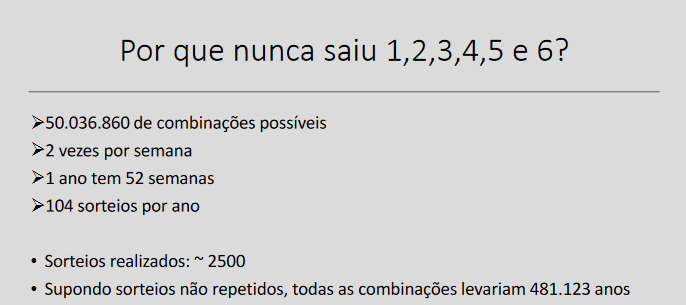 Por que nunca saiu 1,2,3,4,5 e 6?
➢50.036.860 de combinações possíveis
➢2 vezes por semana
➢1 ano tem 52 semanas
➢104 sorteios por ano
• Sorteios realizados: ~ 2500
• Supondo sorteios não repetidos, todas as combinações levariam 481.123 anos